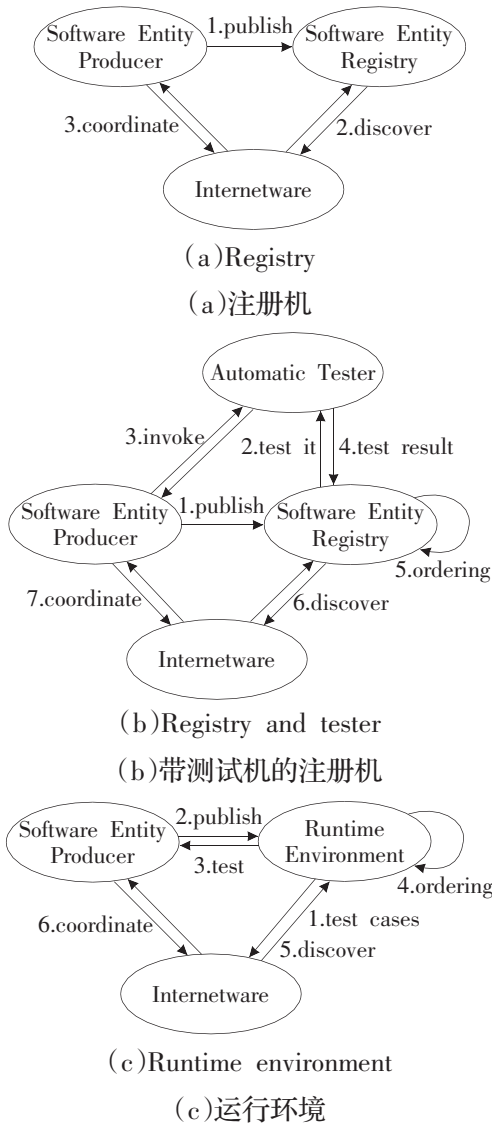 Software Entity
Producer
1.publish
Software Entity
Registry
3.coordinate
2.discover
Internetware
(a)Registry
(a)注册机
Automatic Tester
3.invoke
2.test it
4.test result
Software Entity
Producer
1.publish
Software Entity
Registry
5.ordering
7.coordinate
6.discover
Internetware
(b)Registry and tester
(b)带测试机的注册机
Software Entity
Producer
2.publish
3.test
Runtime
Environment
4.ordering
6.coordinate
1.test cases
5.discover
Internetware
(c)Runtime environment
(c)运行环境